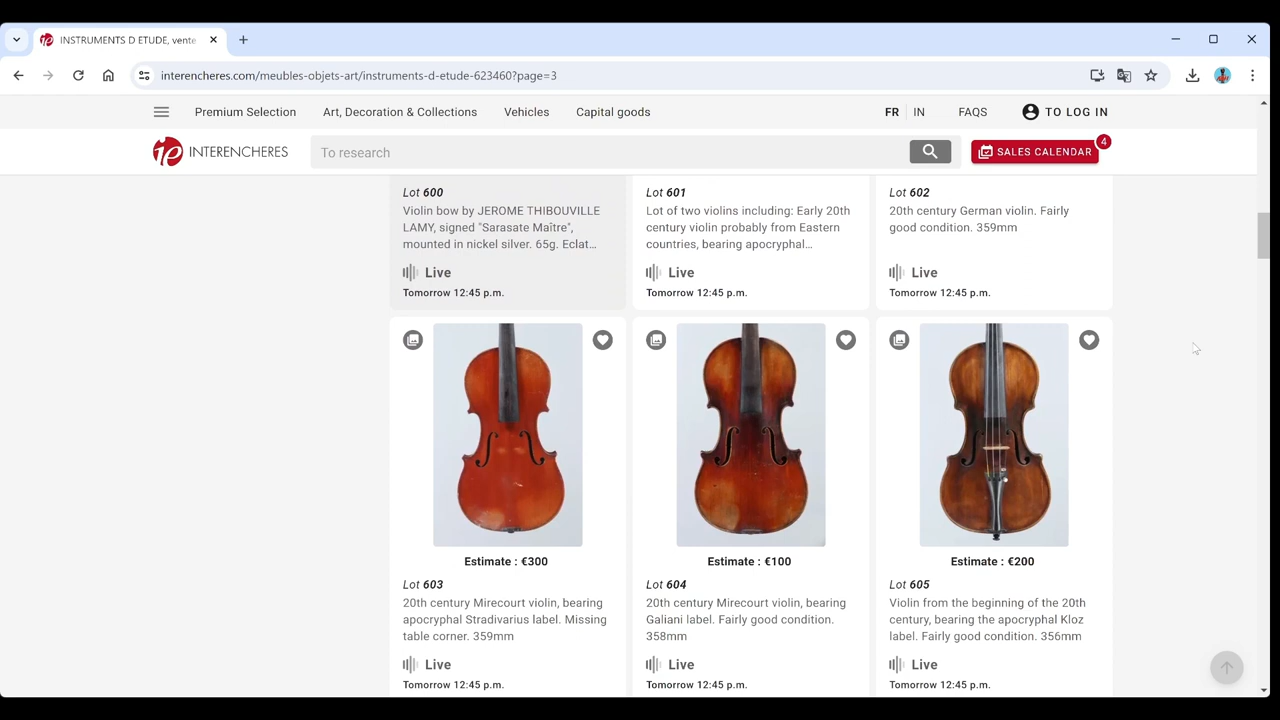 INSTRUMENTS D ETUDE, vente
interencheres.com/meubles-objets-art/instruments-d-etude-623460?page=3
Premium Selection
Art, Decoration & Collections
Vehicles
Capital goods
FR
IN
FAQS
TO LOG IN
INTERENCHERES
To research
SALES CALENDAR
4
Lot 600
Violin bow by JEROME THIBOUVILLE
LAMY, signed "Sarasate Maître",
mounted in nickel silver. 65g. Eclat...
Live
Tomorrow 12:45 p.m.
Lot 601
Lot of two violins including: Early 20th
century violin probably from Eastern
countries, bearing apocryphal...
Live
Tomorrow 12:45 p.m.
Lot 602
20th century German violin. Fairly
good condition. 359mm
Live
Tomorrow 12:45 p.m.
Estimate : €300
Lot 603
20th century Mirecourt violin, bearing
apocryphal Stradivarius label. Missing
table corner. 359mm
Live
Tomorrow 12:45 p.m.
Estimate : €100
Lot 604
20th century Mirecourt violin, bearing
Galiani label. Fairly good condition.
358mm
Live
Tomorrow 12:45 p.m.
Estimate : €200
Lot 605
Violin from the beginning of the 20th
century, bearing the apocryphal Kloz
label. Fairly good condition. 356mm
Live
Tomorrow 12:45 p.m.